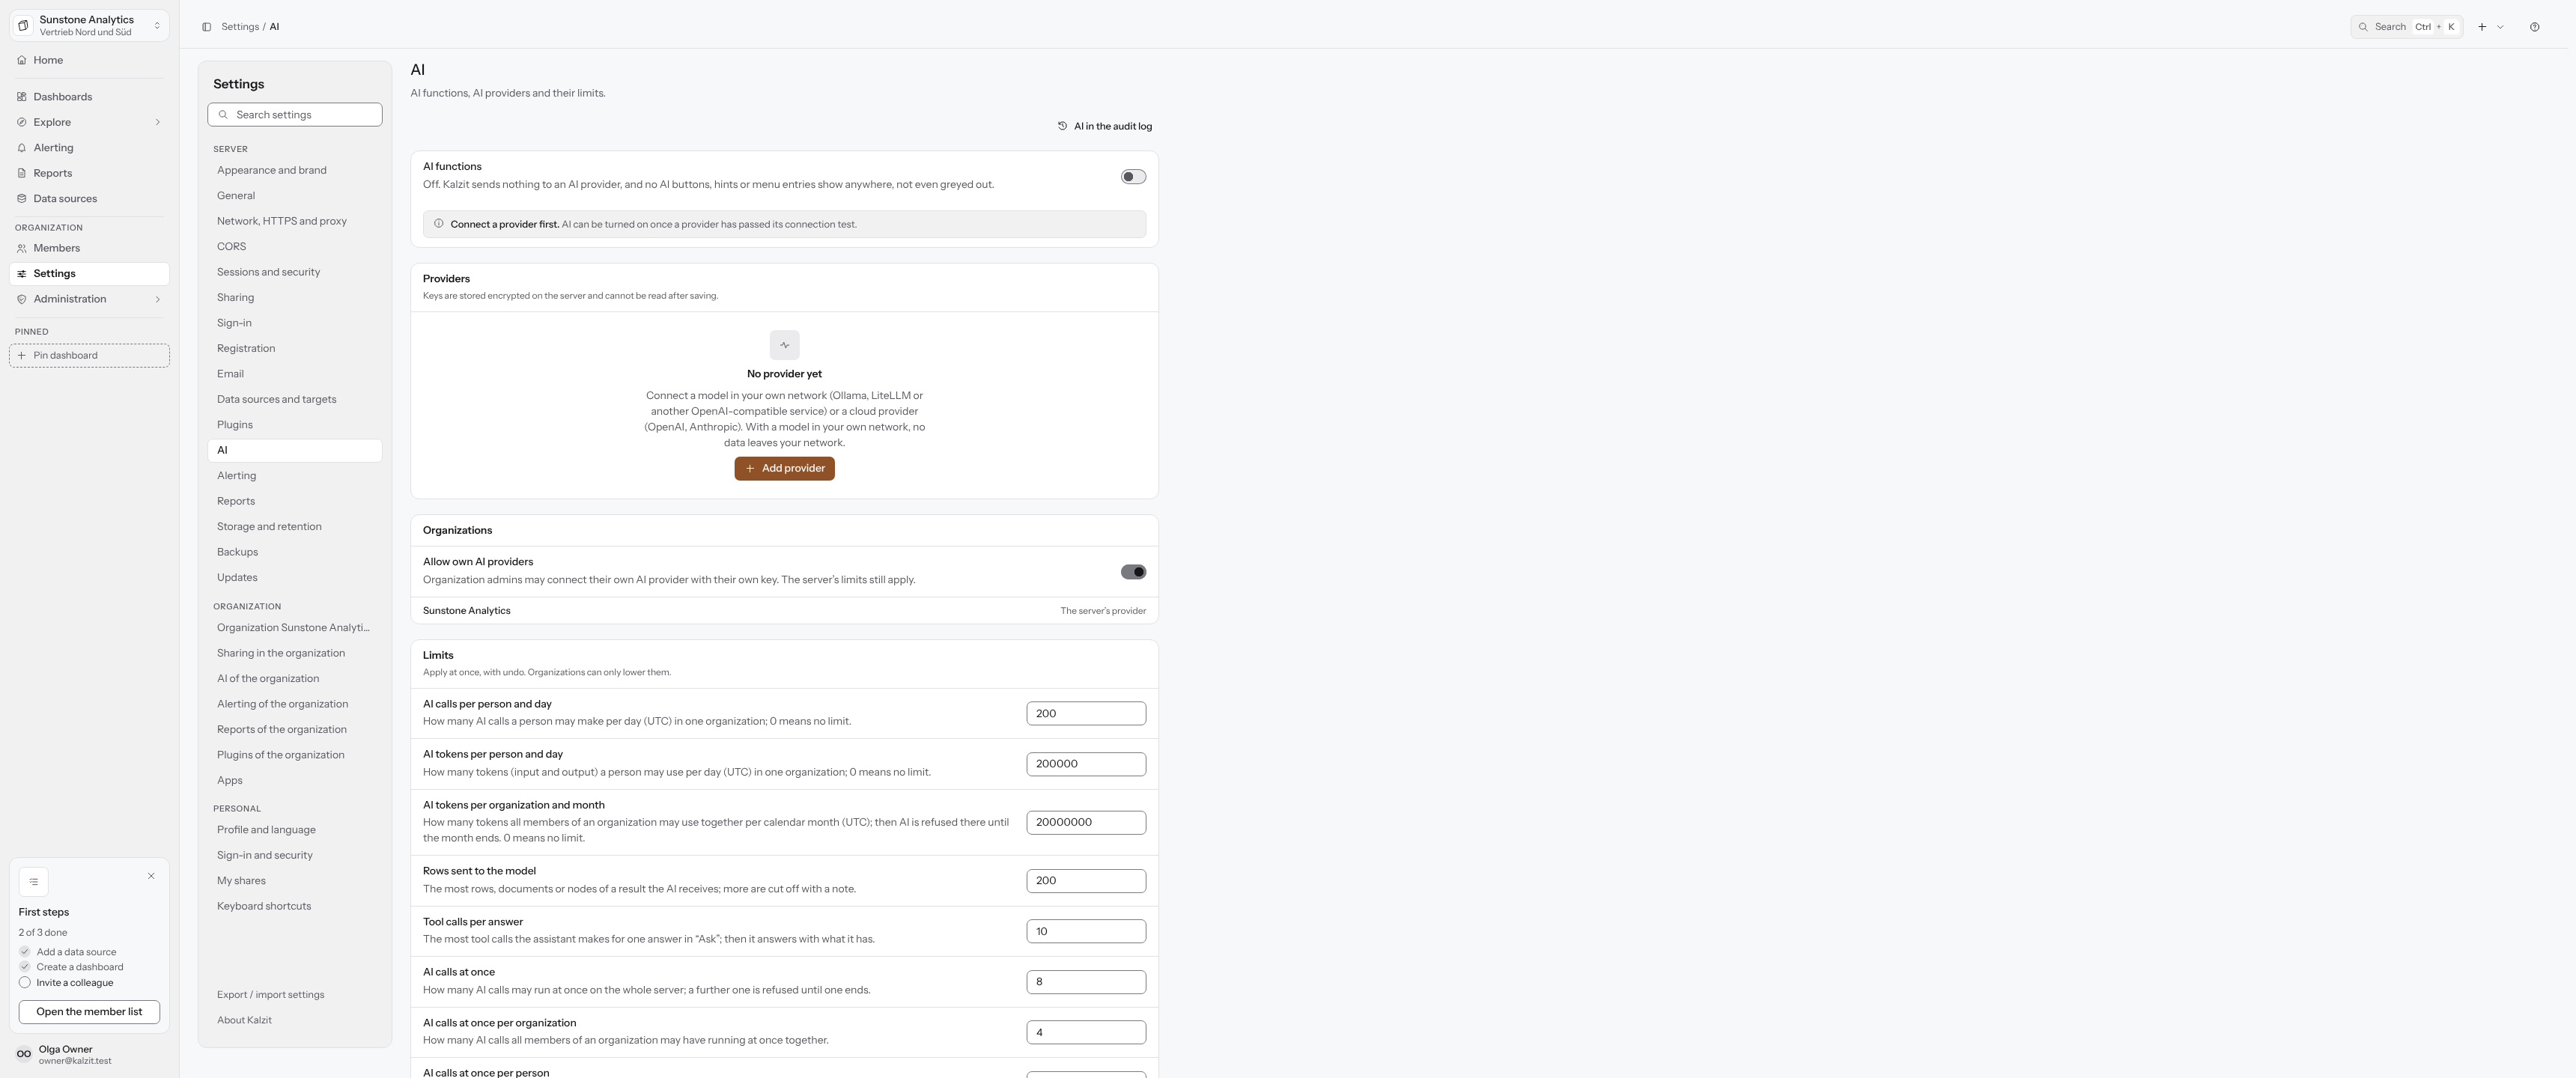 Sunstone Analytics
Vertrieb Nord und Süd
Home
Dashboards
Explore
Alerting
Reports
Data sources
ORGANIZATION
Members
Settings
Administration
PINNED
Pin dashboard
First steps
2 of 3 done
Add a data source
Create a dashboard
Invite a colleague
Open the member list
OO
Olga Owner
owner@kalzit.test
Settings / AI
Search Ctrl + K
Settings
Search settings
SERVER
Appearance and brand
General
Network, HTTPS and proxy
CORS
Sessions and security
Sharing
Sign-in
Registration
Email
Data sources and targets
Plugins
AI
Alerting
Reports
Storage and retention
Backups
Updates
ORGANIZATION
Organization Sunstone Analyti...
Sharing in the organization
AI of the organization
Alerting of the organization
Reports of the organization
Plugins of the organization
Apps
PERSONAL
Profile and language
Sign-in and security
My shares
Keyboard shortcuts
Export / import settings
About Kalzit
AI
AI functions, AI providers and their limits.
AI in the audit log
AI functions
Off. Kalzit sends nothing to an AI provider, and no AI buttons, hints or menu entries show anywhere, not even greyed out.
Connect a provider first. AI can be turned on once a provider has passed its connection test.
Providers
Keys are stored encrypted on the server and cannot be read after saving.
No provider yet
Connect a model in your own network (Ollama, LiteLLM or
another OpenAI-compatible service) or a cloud provider
(OpenAI, Anthropic). With a model in your own network, no
data leaves your network.
Add provider
Organizations
Allow own AI providers
Organization admins may connect their own AI provider with their own key. The server's limits still apply.
Sunstone Analytics
The server's provider
Limits
Apply at once, with undo. Organizations can only lower them.
AI calls per person and day
How many AI calls a person may make per day (UTC) in one organization; 0 means no limit.
200
AI tokens per person and day
How many tokens (input and output) a person may use per day (UTC) in one organization; 0 means no limit.
200000
AI tokens per organization and month
How many tokens all members of an organization may use together per calendar month (UTC); then AI is refused there until
the month ends. 0 means no limit.
20000000
Rows sent to the model
The most rows, documents or nodes of a result the AI receives; more are cut off with a note.
200
Tool calls per answer
The most tool calls the assistant makes for one answer in “Ask”; then it answers with what it has.
10
AI calls at once
How many AI calls may run at once on the whole server; a further one is refused until one ends.
8
AI calls at once per organization
How many AI calls all members of an organization may have running at once together.
4
AI calls at once per person